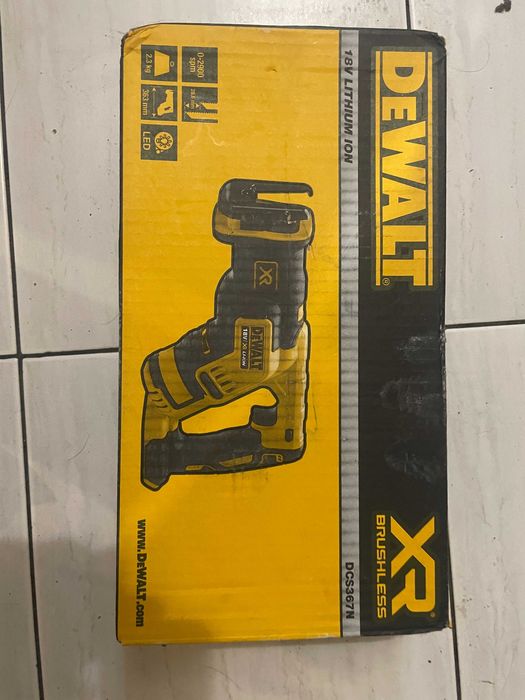 DEWALT®
XR®
BRUSHLESS
18V LITHIUM ION
DCS367N
0-2900
spm
2.3 kg
363 mm
LED
XR
DEWALT
18V XR Li-Ion
www.DEWALT.com